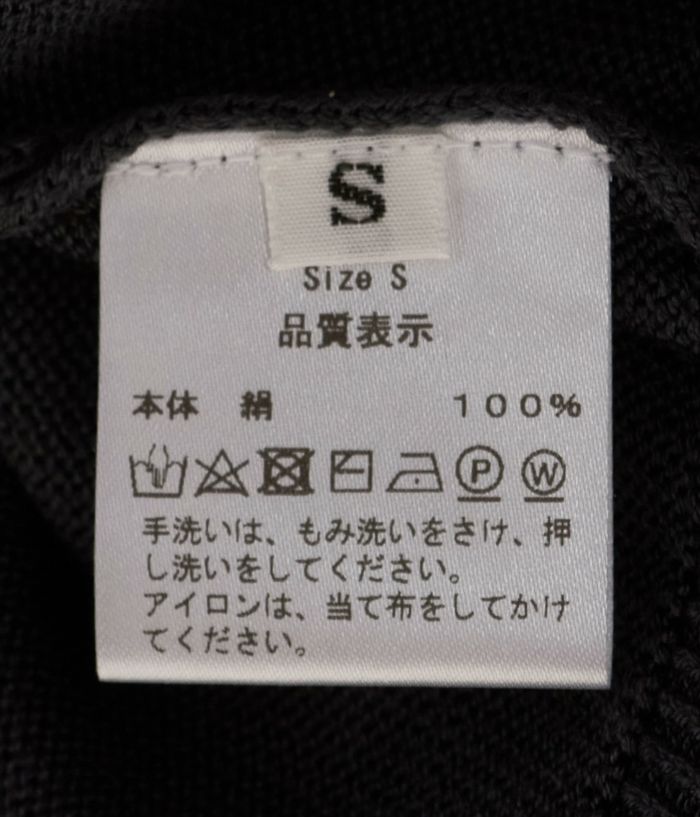 S
Size S
品質表示
本体 絹 １００％
P W
手洗いは、もみ洗いをさけ、押
し洗いをしてください。
アイロンは、当て布をしてかけ
てください。